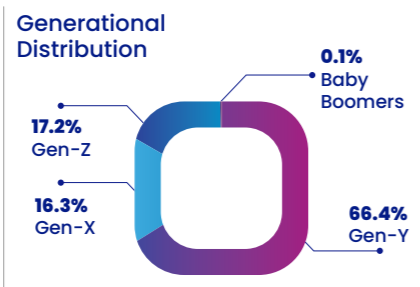 Generational
Distribution
0.1%
Baby
Boomers
17.2%
Gen-Z
16.3%
Gen-X
66.4%
Gen-Y